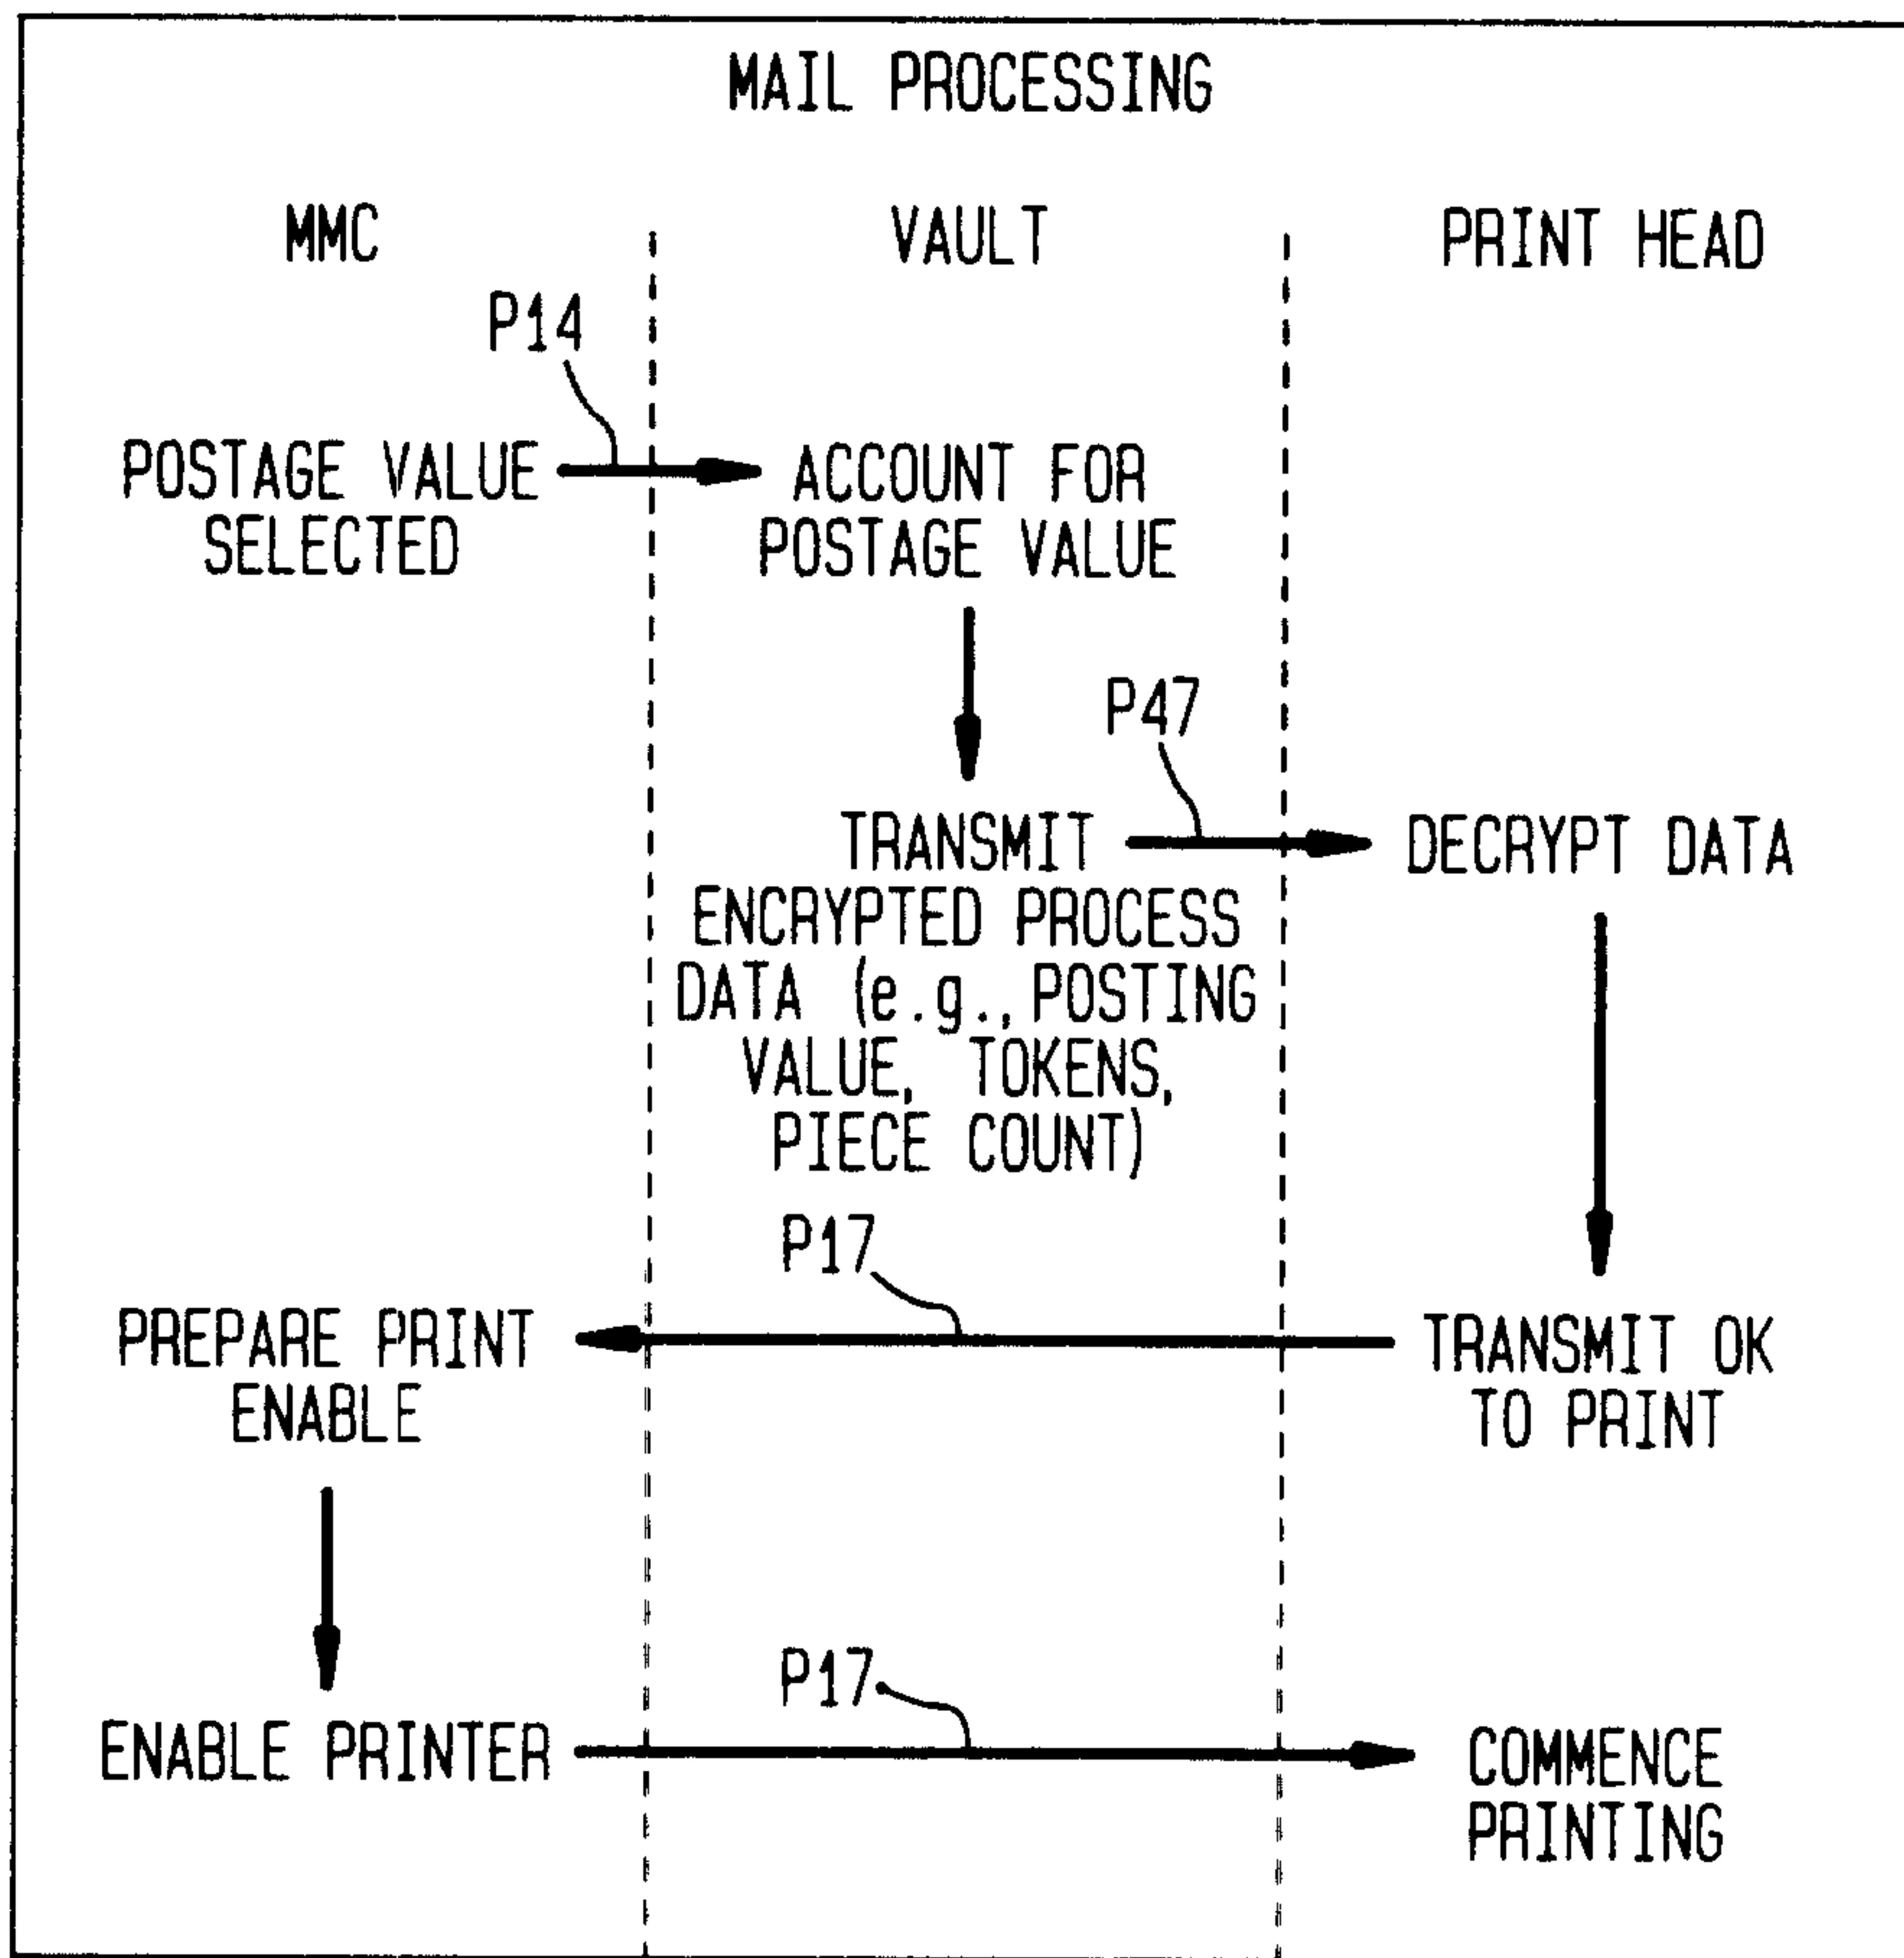 MAIL PROCESSING
MMC
VAULT
PRINT HEAD
P14
POSTAGE VALUE
SELECTED
ACCOUNT FOR
POSTAGE VALUE
P47
TRANSMIT
ENCRYPTED PROCESS
DATA (e.g., POSTING
VALUE, TOKENS,
PIECE COUNT)
DECRYPT DATA
P17
PREPARE PRINT
ENABLE
TRANSMIT OK
TO PRINT
P17
ENABLE PRINTER
COMMENCE
PRINTING